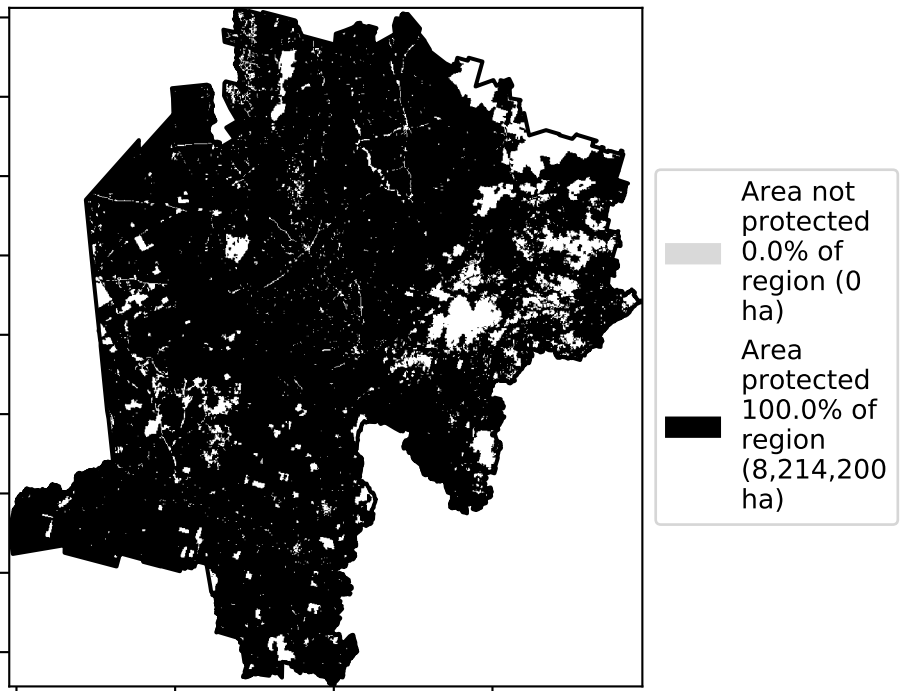 Area not
protected
0.0% of
region (0
ha)
Area
protected
100.0% of
region
(8,214,200
ha)